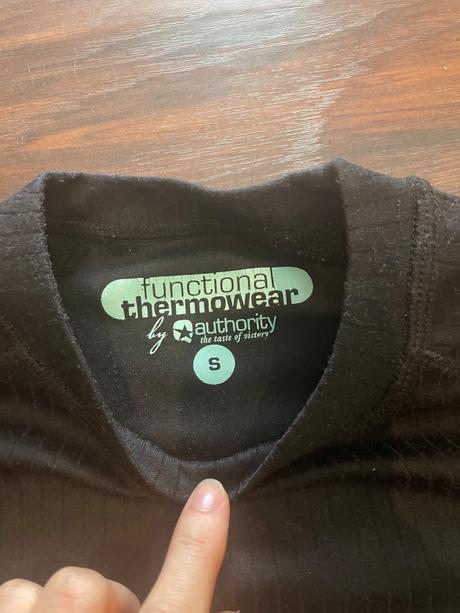 functional
thermowear
by authority
the taste of victory
S